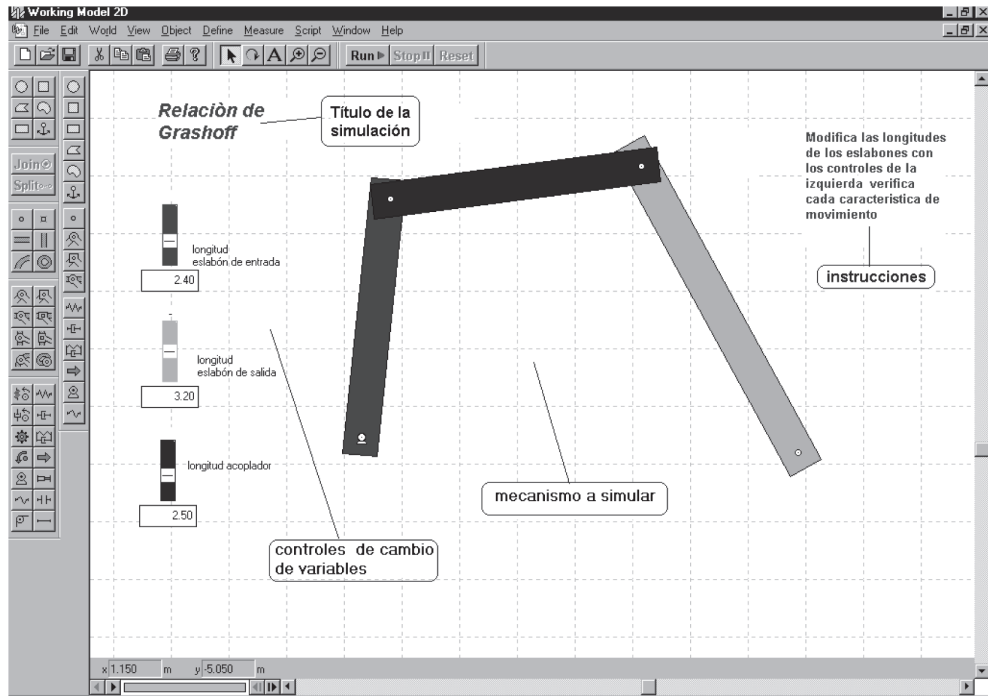 Working Model 2D
File Edit World View Object Define Measure Script Window Help
A Run Stop Reset
Join
Split
Relaciòn de
Grashoff
Título de la
simulación
Modifica las longitudes
de los eslabones con
los controles de la
izquierda verifica
cada caracteristica de
movimiento
instrucciones
longitud
eslabón de entrada
2.40
longitud
eslabón de salida
3.20
longitud acoplador
2.50
mecanismo a simular
controles de cambio
de variables
x 1.150 m y -5.050 m